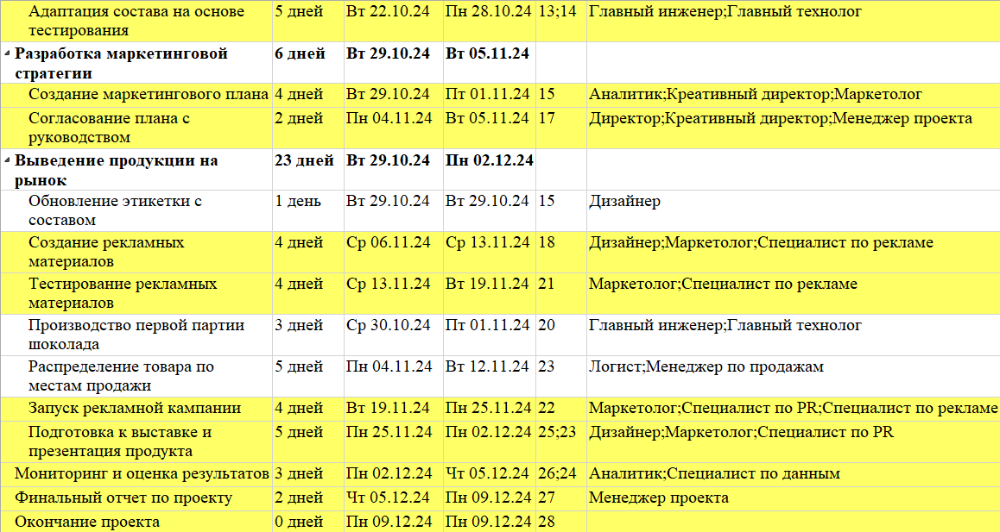 Адаптация состава на основе 5 дней Вт 22.10.24 Пн 28.10.24 13;14 Главный инженер;Главный технолог
тестирования
Разработка маркетинговой 6 дней Вт 29.10.24 Вт 05.11.24
стратегии
Создание маркетингового плана 4 дней Вт 29.10.24 Пт 01.11.24 15 Аналитик;Креативный директор;Маркетолог
Согласование плана с 2 дней Пн 04.11.24 Вт 05.11.24 17 Директор;Креативный директор;Менеджер проекта
руководством
Выведение продукции на 23 дней Вт 29.10.24 Пн 02.12.24
рынок
Обновление этикетки с 1 день Вт 29.10.24 Вт 29.10.24 15 Дизайнер
составом
Создание рекламных 4 дней Ср 06.11.24 Ср 13.11.24 18 Дизайнер;Маркетолог;Специалист по рекламе
материалов
Тестирование рекламных 4 дней Ср 13.11.24 Вт 19.11.24 21 Маркетолог;Специалист по рекламе
материалов
Производство первой партии 3 дней Ср 30.10.24 Пт 01.11.24 20 Главный инженер;Главный технолог
шоколада
Распределение товара по 5 дней Пн 04.11.24 Вт 12.11.24 23 Логист;Менеджер по продажам
местам продажи
Запуск рекламной кампании 4 дней Вт 19.11.24 Пн 25.11.24 22 Маркетолог;Специалист по PR;Специалист по рекламе
Подготовка к выставке и 5 дней Пн 25.11.24 Пн 02.12.24 25;23 Дизайнер;Маркетолог;Специалист по PR
презентация продукта
Мониторинг и оценка результатов 3 дней Пн 02.12.24 Чт 05.12.24 26;24 Аналитик;Специалист по данным
Финальный отчет по проекту 2 дней Чт 05.12.24 Пн 09.12.24 27 Менеджер проекта
Окончание проекта 0 дней Пн 09.12.24 Пн 09.12.24 28